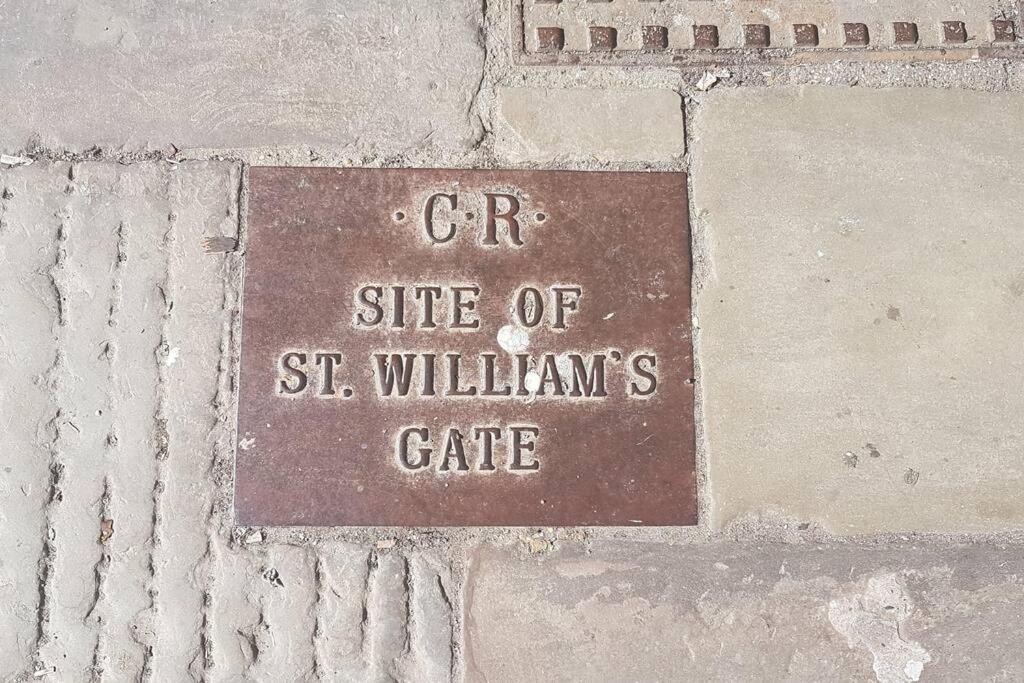 ·C·R·
SITE OF
ST. WILLIAM'S
GATE